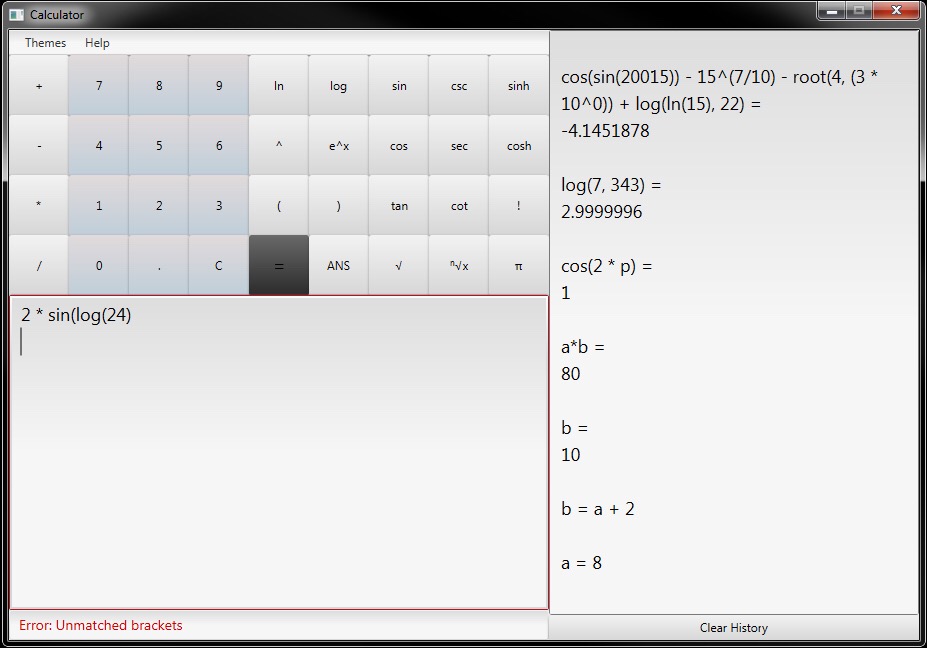 Calculator
Themes Help
+ 7 8 9 ln log sin csc sinh
- 4 5 6 ^ e^x cos sec cosh
* 1 2 3 ( ) tan cot !
/ 0 . C = ANS √ ⁿ√x π
2 * sin(log(24)
Error: Unmatched brackets
cos(sin(20015)) - 15^(7/10) - root(4, (3 *
10^0)) + log(ln(15), 22) =
-4.1451878
log(7, 343) =
2.9999996
cos(2 * p) =
1
a*b =
80
b =
10
b = a + 2
a = 8
Clear History